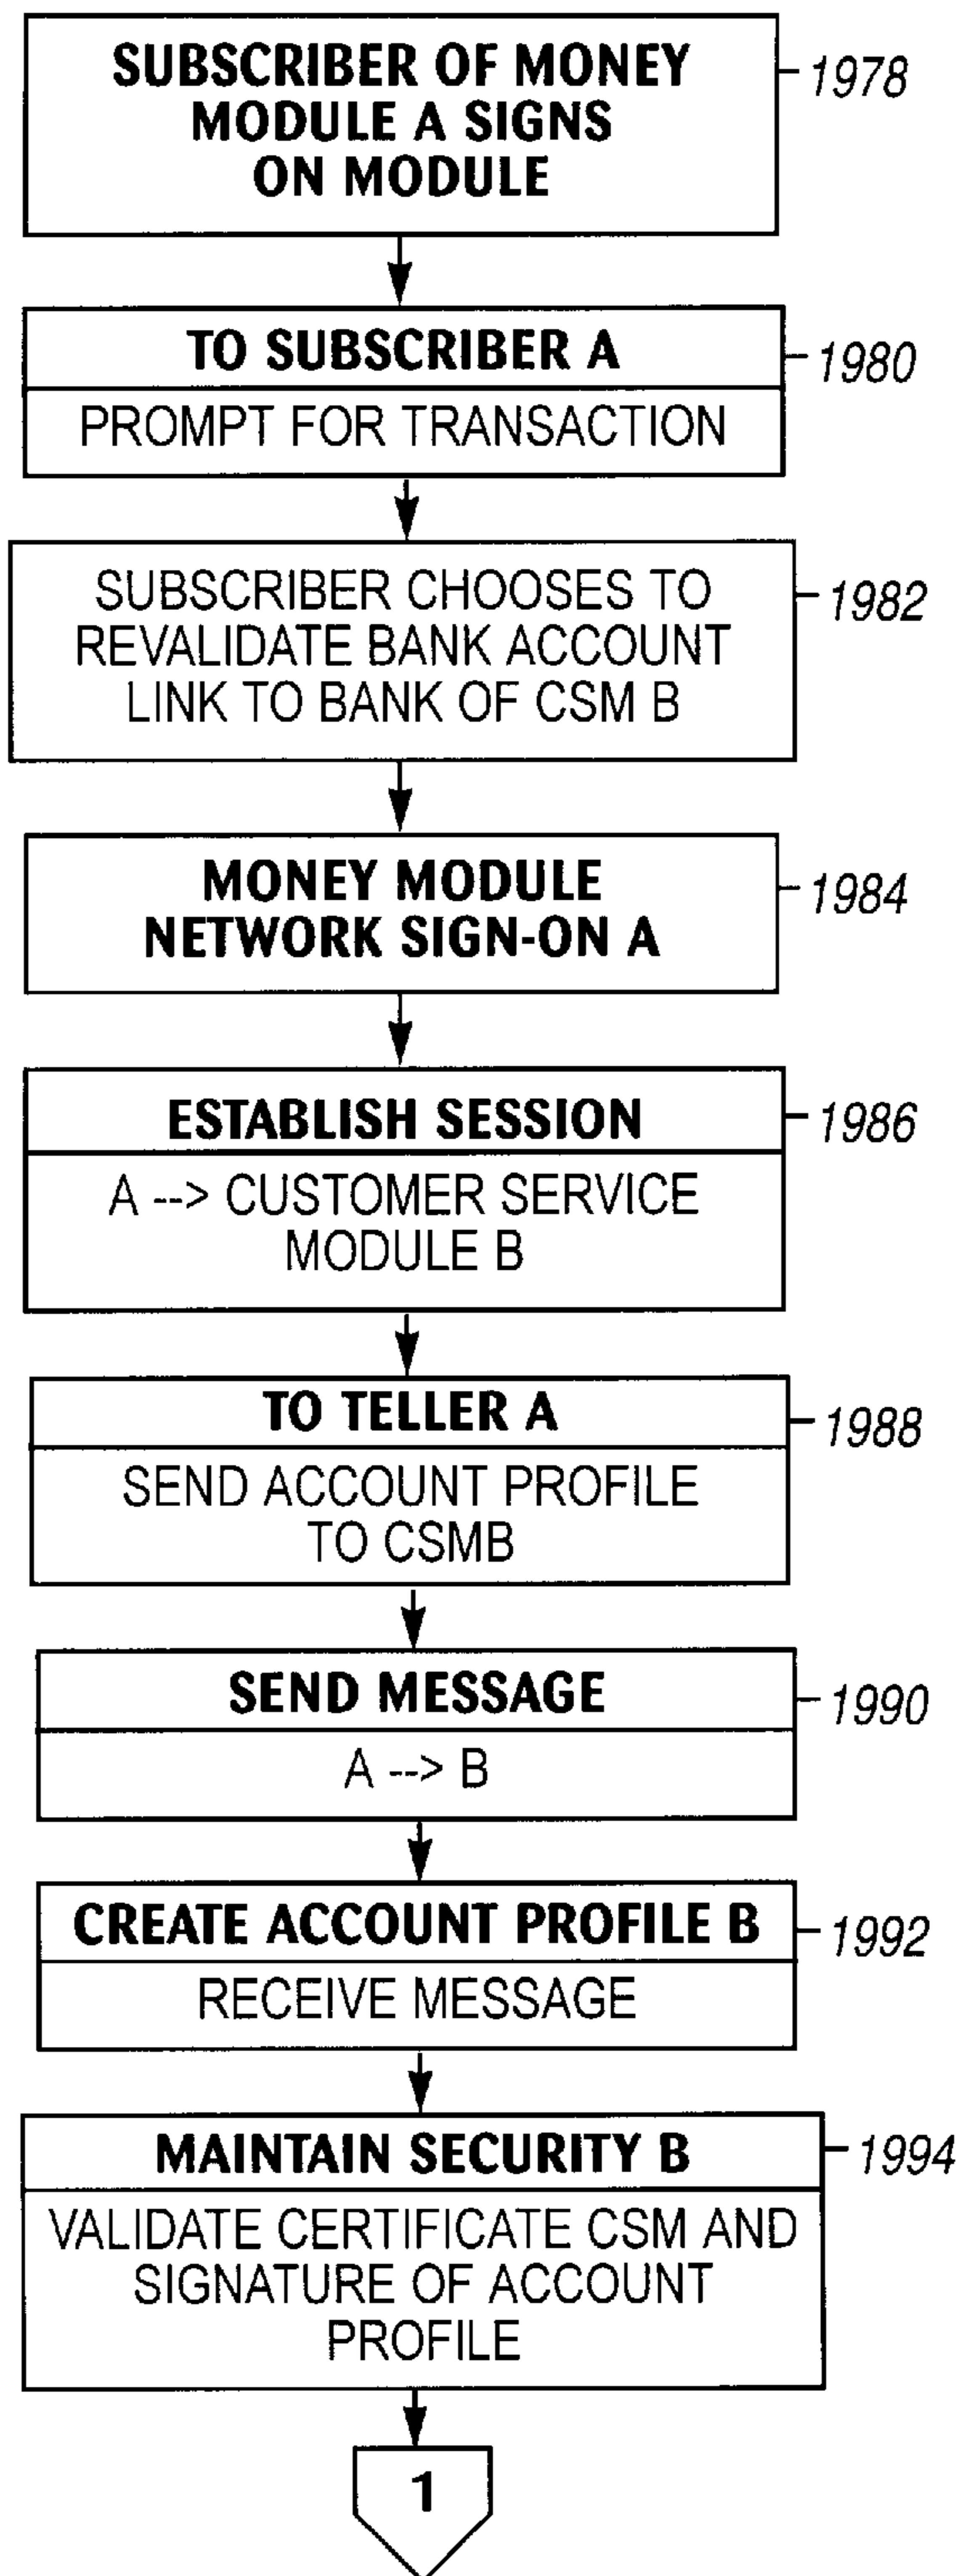 SUBSCRIBER OF MONEY
MODULE A SIGNS
ON MODULE
1978
TO SUBSCRIBER A
1980
PROMPT FOR TRANSACTION
SUBSCRIBER CHOOSES TO
REVALIDATE BANK ACCOUNT
LINK TO BANK OF CSM B
1982
MONEY MODULE
NETWORK SIGN-ON A
1984
ESTABLISH SESSION
1986
A --> CUSTOMER SERVICE
MODULE B
TO TELLER A
1988
SEND ACCOUNT PROFILE
TO CSMB
SEND MESSAGE
1990
A --> B
CREATE ACCOUNT PROFILE B
1992
RECEIVE MESSAGE
MAINTAIN SECURITY B
1994
VALIDATE CERTIFICATE CSM AND
SIGNATURE OF ACCOUNT
PROFILE
1